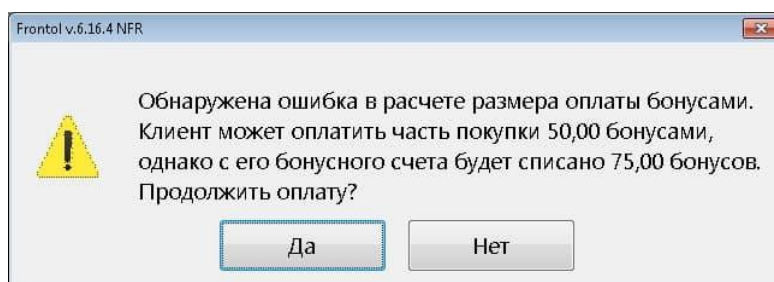 Frontol v.6.16.4 NFR
Обнаружена ошибка в расчете размера оплаты бонусами.
Клиент может оплатить часть покупки 50,00 бонусами,
однако с его бонусного счета будет списано 75,00 бонусов.
Продолжить оплату?
Да
Нет